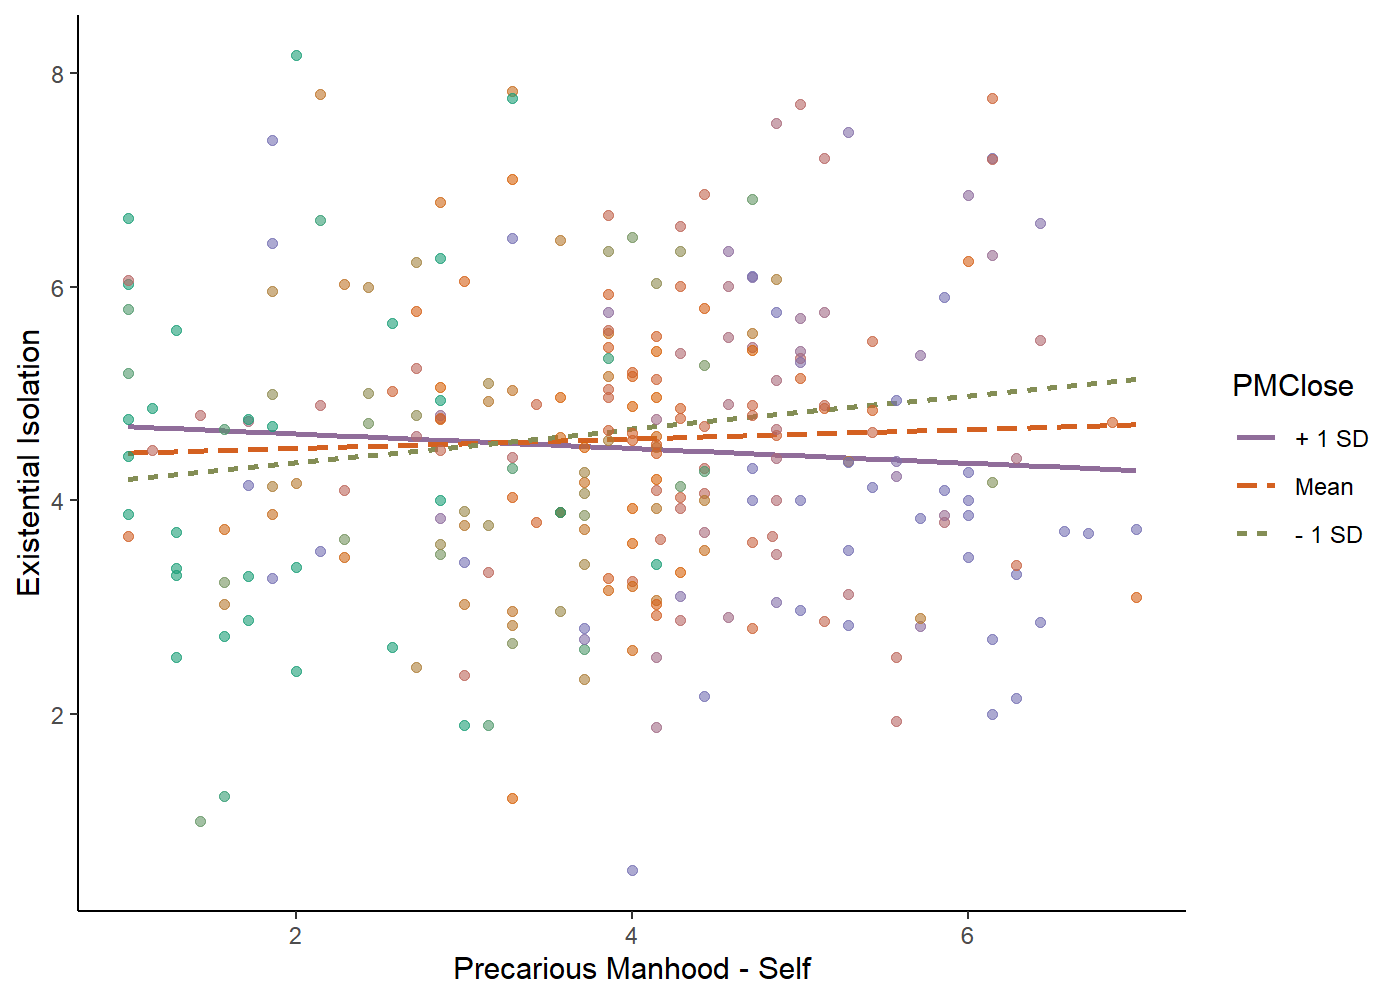 8
6
4
2
Existential Isolation
2 4 6
Precarious Manhood - Self
PMClose
+ 1 SD
Mean
- 1 SD